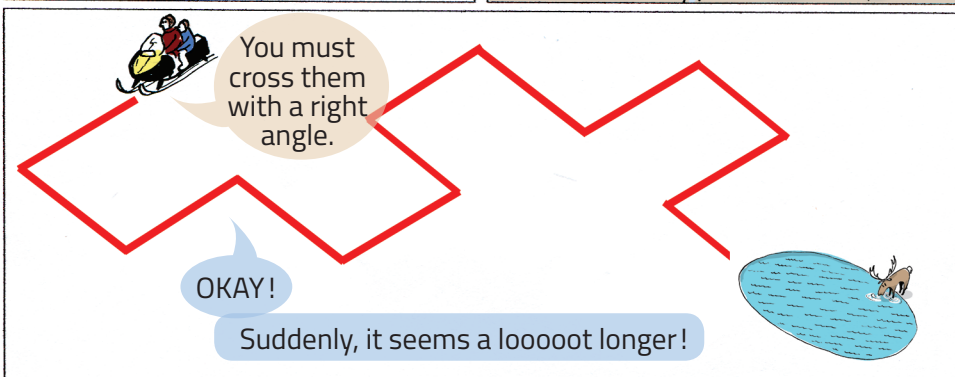 You must
cross them
with a right
angle.
OKAY!
Suddenly, it seems a looooot longer!